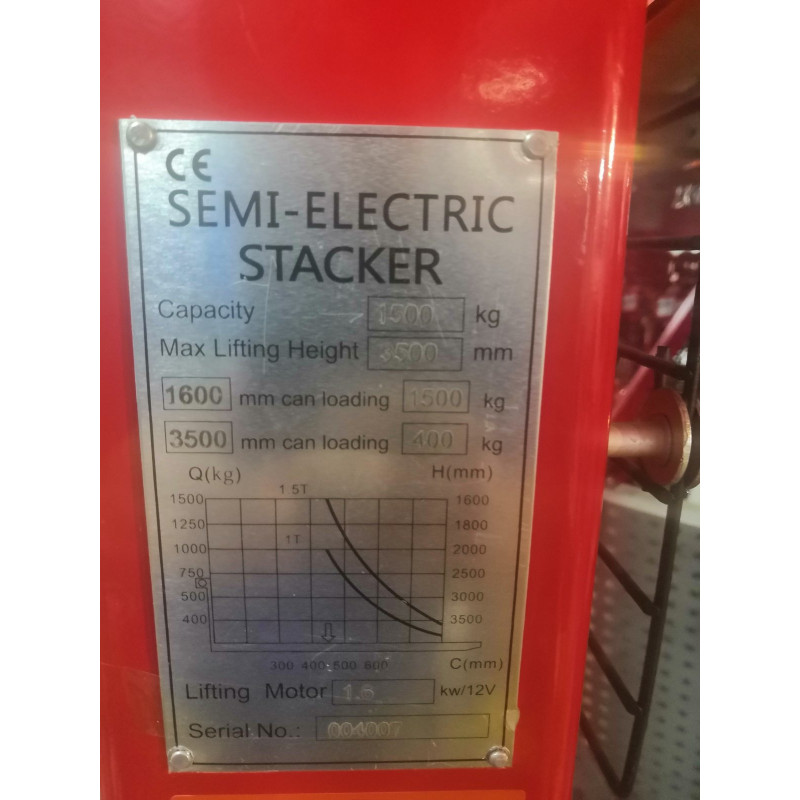 CE
SEMI-ELECTRIC
STACKER
Capacity 1500 kg
Max Lifting Height 3500 mm
1600 mm can loading 1500 kg
3500 mm can loading 400 kg
Q(kg) H(mm)
1.5T
1500 1600
1250 1800
1T
1000 2000
750 2500
500 3000
400 3500
300 400 500 600 C(mm)
Lifting Motor 1.5 kw/12V
Serial No.: 004007